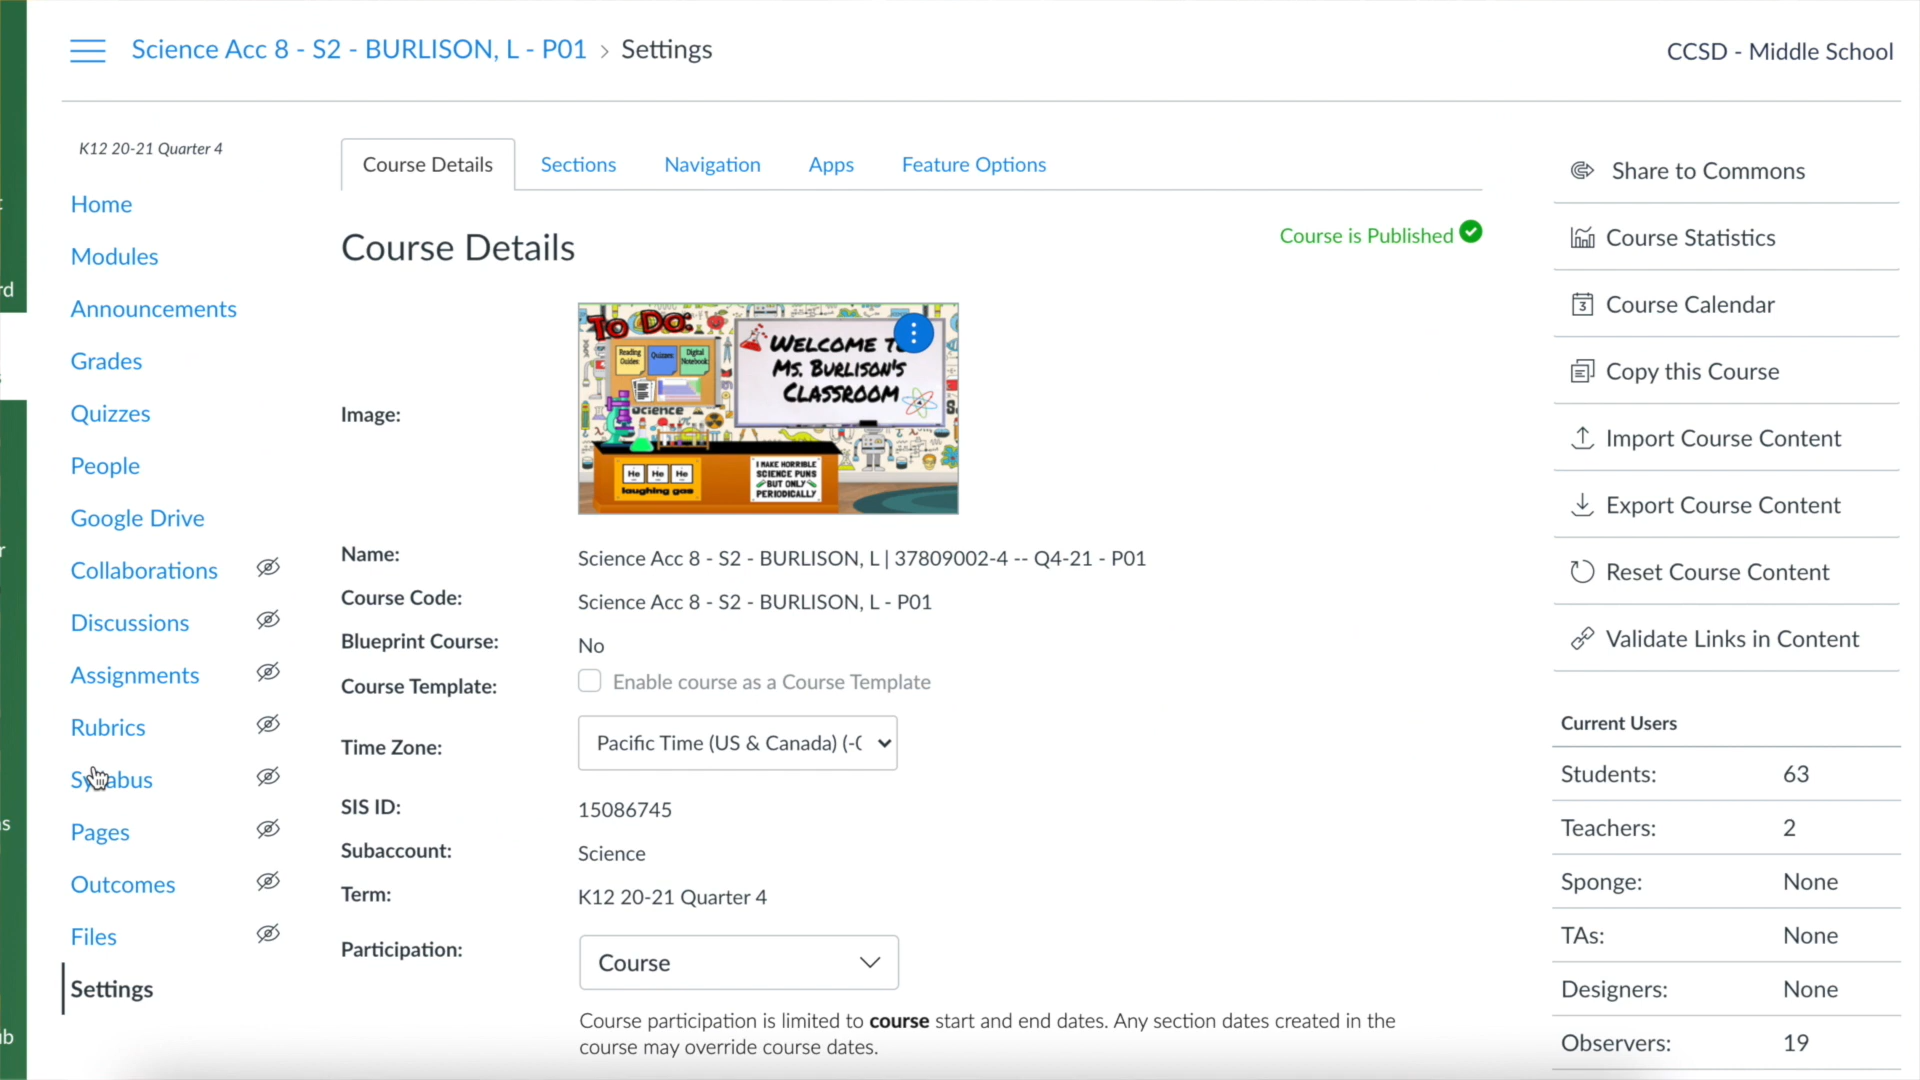 Science Acc 8 - S2 - BURLISON, L - P01 › Settings
CCSD - Middle School
K12 20-21 Quarter 4
Home
Modules
Announcements
Grades
Quizzes
People
Google Drive
Collaborations
Discussions
Assignments
Rubrics
Syllabus
Pages
Outcomes
Files
Settings
rd
r
s
b
Course Details
Sections
Navigation
Apps
Feature Options
Course Details
Course is Published
Image:
To Do:
Reading Guides
Quizzes
Digital Notebook
science
WELCOME T
MS. BURLISON'S
CLASSROOM
He He He
laughing gas
I MAKE HORRIBLE
SCIENCE PUNS
BUT ONLY
PERIODICALLY
Name: Science Acc 8 - S2 - BURLISON, L | 37809002-4 -- Q4-21 - P01
Course Code: Science Acc 8 - S2 - BURLISON, L - P01
Blueprint Course: No
Course Template: Enable course as a Course Template
Time Zone: Pacific Time (US & Canada) (-0
SIS ID: 15086745
Subaccount: Science
Term: K12 20-21 Quarter 4
Participation: Course
Course participation is limited to course start and end dates. Any section dates created in the
course may override course dates.
Share to Commons
Course Statistics
3
Course Calendar
Copy this Course
Import Course Content
Export Course Content
Reset Course Content
Validate Links in Content
Current Users
Students: 63
Teachers: 2
Sponge: None
TAs: None
Designers: None
Observers: 19